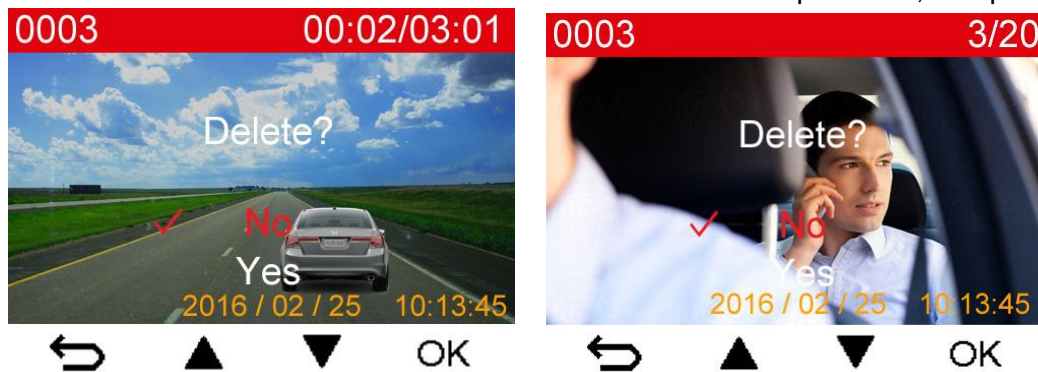 0003 00:02/03:01
Delete?
No
Yes
2016 / 02 / 25 10:13:45
OK
0003 3/20
Delete?
No
Yes
2016 / 02 / 25 10:13:45
OK